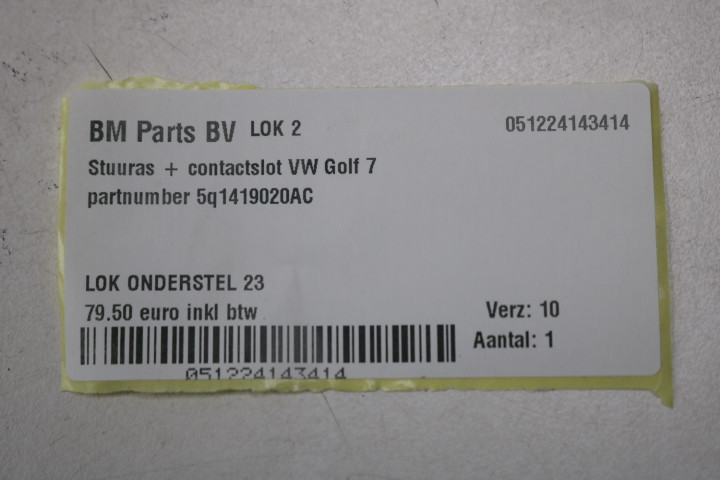 BM Parts BV LOK 2 051224143414
Stuuras + contactslot VW Golf 7
partnumber 5q1419020AC
LOK ONDERSTEL 23
79.50 euro inkl btw Verz: 10
Aantal: 1
051224143414